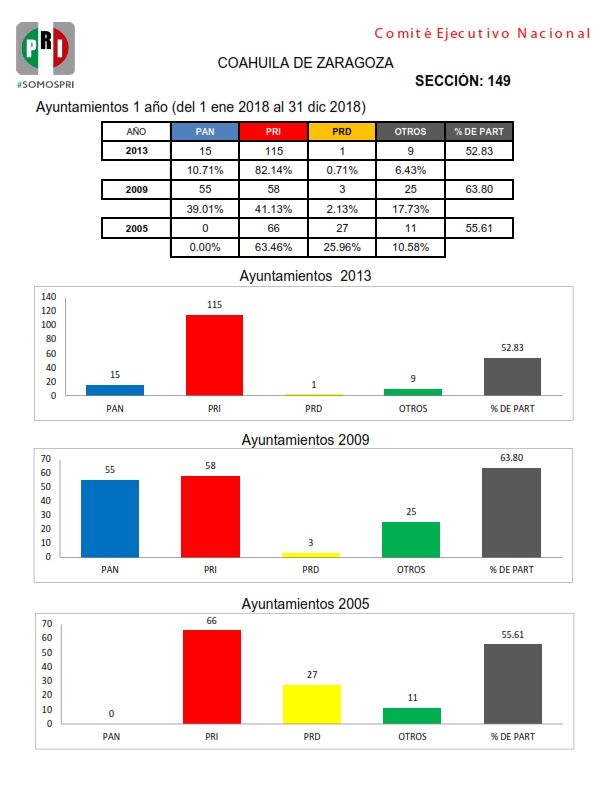 Comité Ejecutivo Nacional
PRI
#SOMOSPRI
COAHUILA DE ZARAGOZA
SECCIÓN: 149
Ayuntamientos 1 año (del 1 ene 2018 al 31 dic 2018)
AÑO PAN PRI PRD OTROS % DE PART
2013 15 115 1 9 52.83
10.71% 82.14% 0.71% 6.43%
2009 55 58 3 25 63.80
39.01% 41.13% 2.13% 17.73%
2005 0 66 27 11 55.61
0.00% 63.46% 25.96% 10.58%
Ayuntamientos 2013
140
120
100
80
60
40
20
0
15 115 1 9 52.83
PAN PRI PRD OTROS % DE PART
Ayuntamientos 2009
70
60
50
40
30
20
10
0
55 58 3 25 63.80
PAN PRI PRD OTROS % DE PART
Ayuntamientos 2005
70
60
50
40
30
20
10
0
0 66 27 11 55.61
PAN PRI PRD OTROS % DE PART